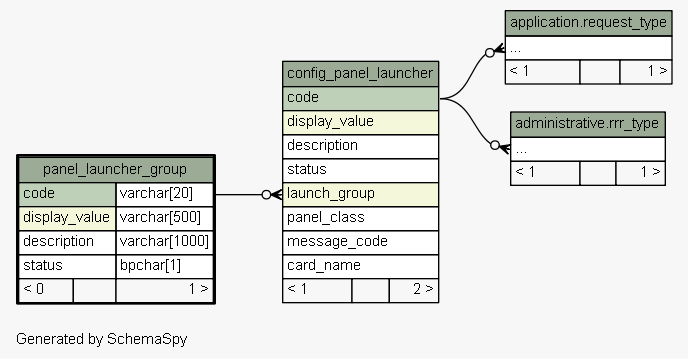 application.request_type
...
< 1 1 >
config_panel_launcher
code
display_value
description
status
launch_group
panel_class
message_code
card_name
< 1 2 >
administrative.rrr_type
...
< 1 1 >
panel_launcher_group
code varchar[20]
display_value varchar[500]
description varchar[1000]
status bpchar[1]
< 0 1 >
Generated by SchemaSpy